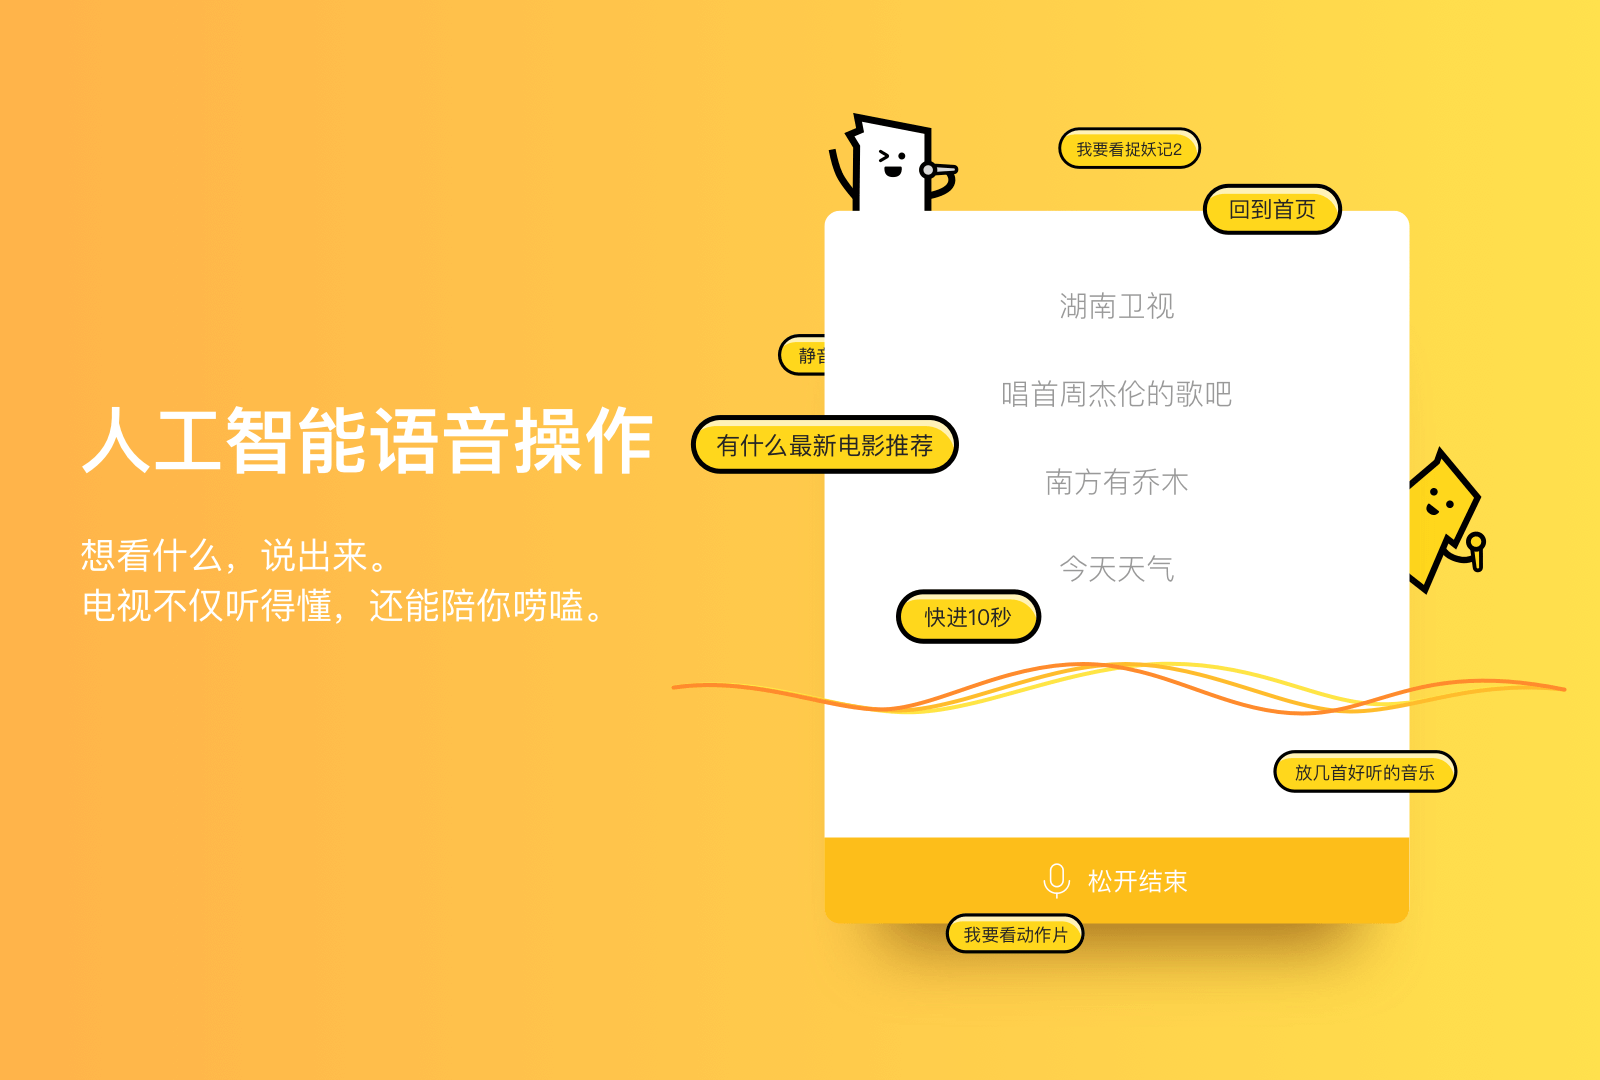 我要看捉妖记2
回到首页
湖南卫视
静音
唱首周杰伦的歌吧
人工智能语音操作
有什么最新电影推荐
南方有乔木
想看什么，说出来。
今天天气
电视不仅听得懂，还能陪你唠嗑。
快进10秒
放几首好听的音乐
松开结束
我要看动作片